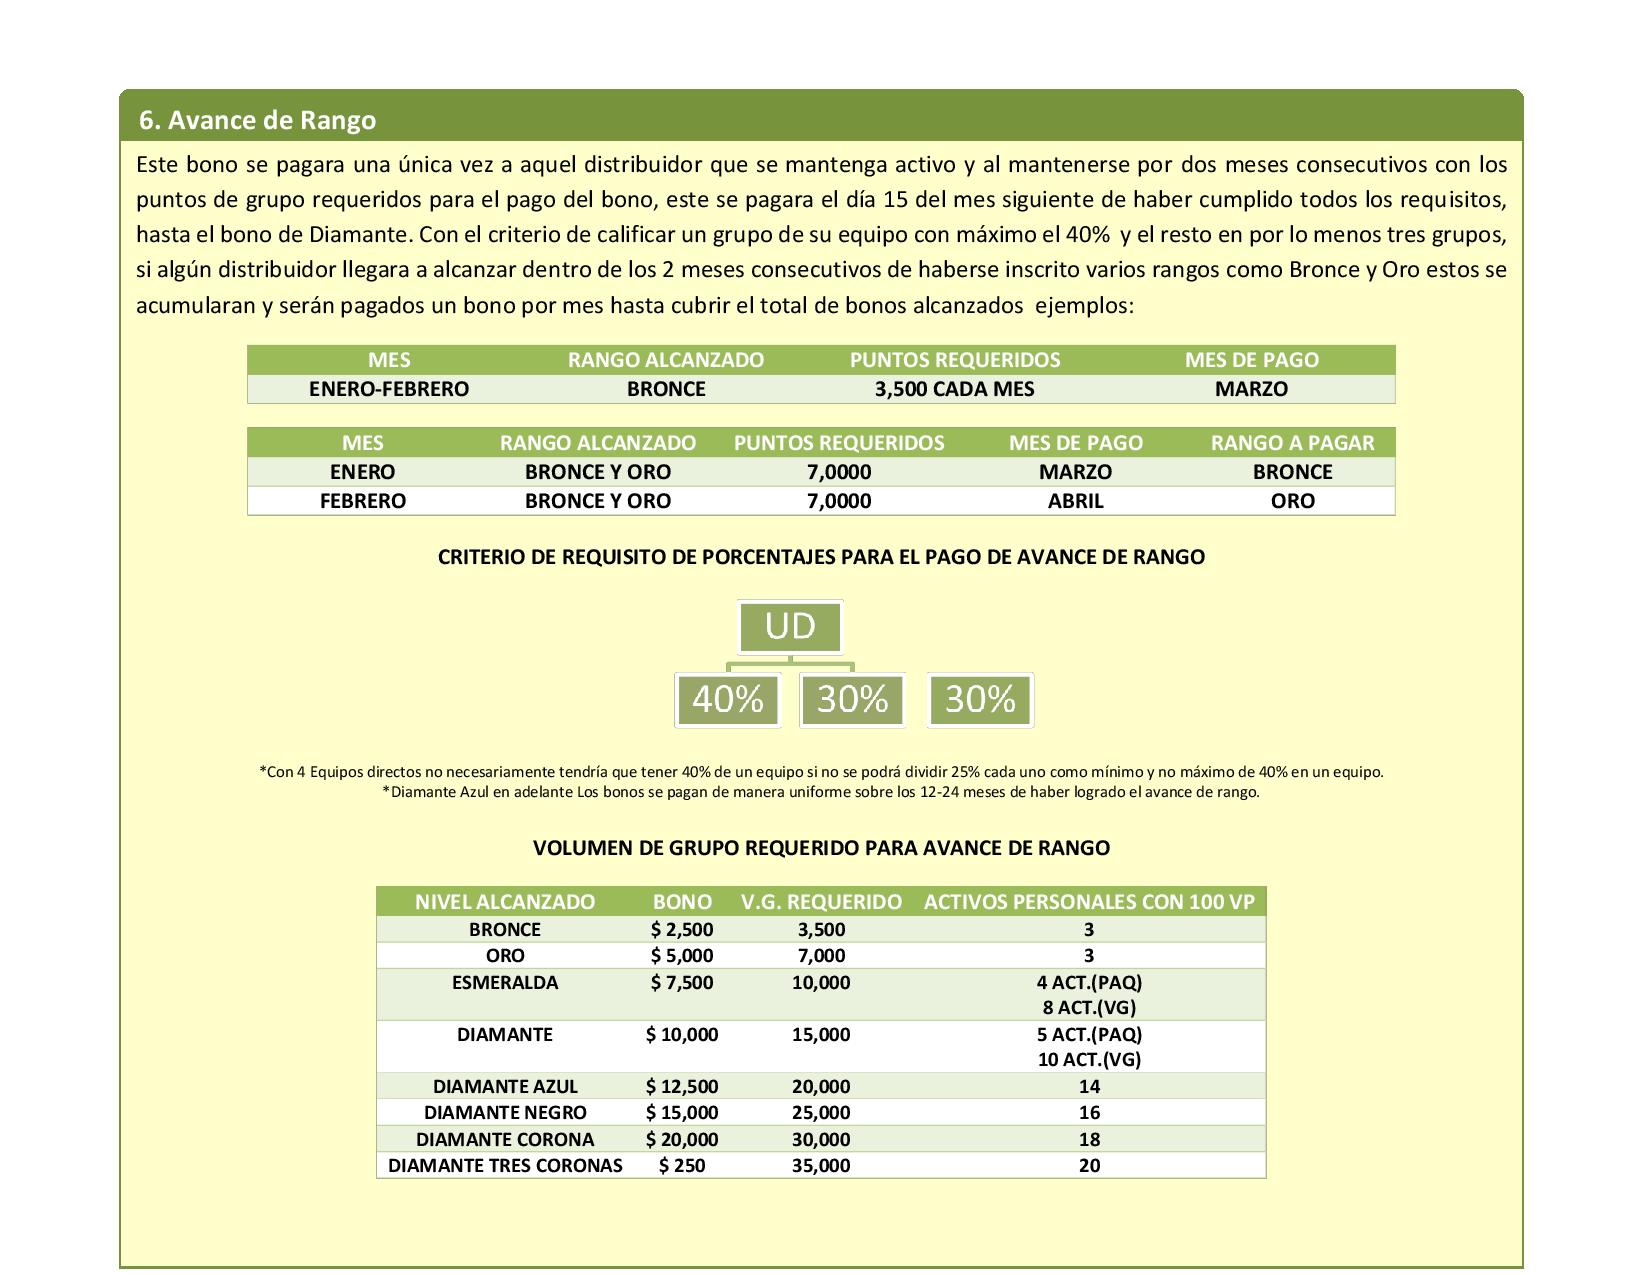 6. Avance de Rango
Este bono se pagara una única vez a aquel distribuidor que se mantenga activo y al mantenerse por dos meses consecutivos con los
puntos de grupo requeridos para el pago del bono, este se pagara el día 15 del mes siguiente de haber cumplido todos los requisitos,
hasta el bono de Diamante. Con el criterio de calificar un grupo de su equipo con máximo el 40% y el resto en por lo menos tres grupos,
si algún distribuidor llegara a alcanzar dentro de los 2 meses consecutivos de haberse inscrito varios rangos como Bronce y Oro estos se
acumularan y serán pagados un bono por mes hasta cubrir el total de bonos alcanzados ejemplos:
MES RANGO ALCANZADO PUNTOS REQUERIDOS MES DE PAGO
ENERO-FEBRERO BRONCE 3,500 CADA MES MARZO
MES RANGO ALCANZADO PUNTOS REQUERIDOS MES DE PAGO RANGO A PAGAR
ENERO BRONCE Y ORO 7,0000 MARZO BRONCE
FEBRERO BRONCE Y ORO 7,0000 ABRIL ORO
CRITERIO DE REQUISITO DE PORCENTAJES PARA EL PAGO DE AVANCE DE RANGO
UD
40% 30% 30%
*Con 4 Equipos directos no necesariamente tendría que tener 40% de un equipo si no se podrá dividir 25% cada uno como mínimo y no máximo de 40% en un equipo.
*Diamante Azul en adelante Los bonos se pagan de manera uniforme sobre los 12-24 meses de haber logrado el avance de rango.
VOLUMEN DE GRUPO REQUERIDO PARA AVANCE DE RANGO
NIVEL ALCANZADO BONO V.G. REQUERIDO ACTIVOS PERSONALES CON 100 VP
BRONCE $ 2,500 3,500 3
ORO $ 5,000 7,000 3
ESMERALDA $ 7,500 10,000 4 ACT.(PAQ)
8 ACT.(VG)
DIAMANTE $ 10,000 15,000 5 ACT.(PAQ)
10 ACT.(VG)
DIAMANTE AZUL $ 12,500 20,000 14
DIAMANTE NEGRO $ 15,000 25,000 16
DIAMANTE CORONA $ 20,000 30,000 18
DIAMANTE TRES CORONAS $ 250 35,000 20